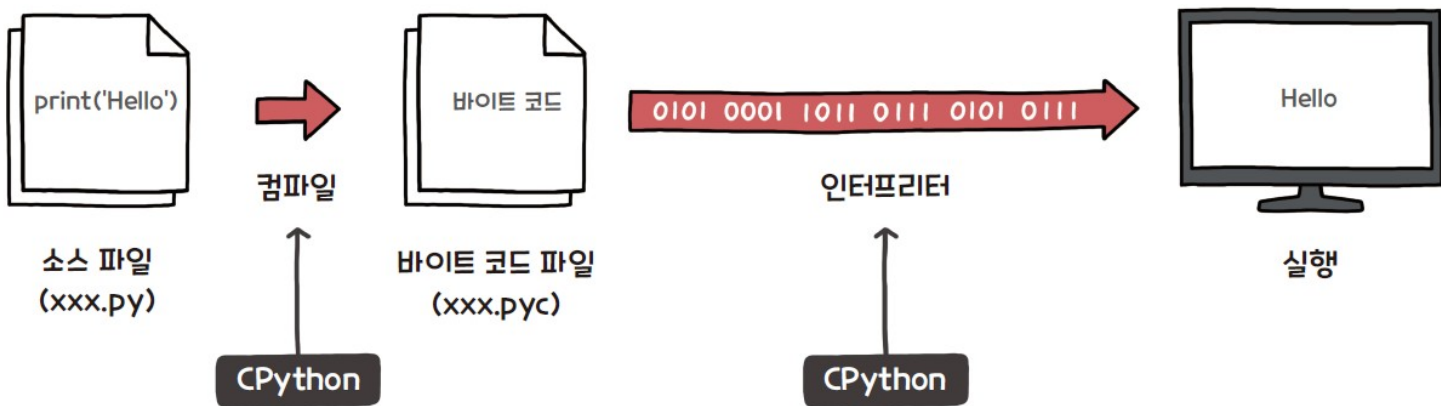 print('Hello')
바이트 코드
0101 0001 1011 0111 0101 0111
Hello
컴파일
인터프리터
소스 파일
(xxx.py)
바이트 코드 파일
(xxx.pyc)
실행
CPython
CPython